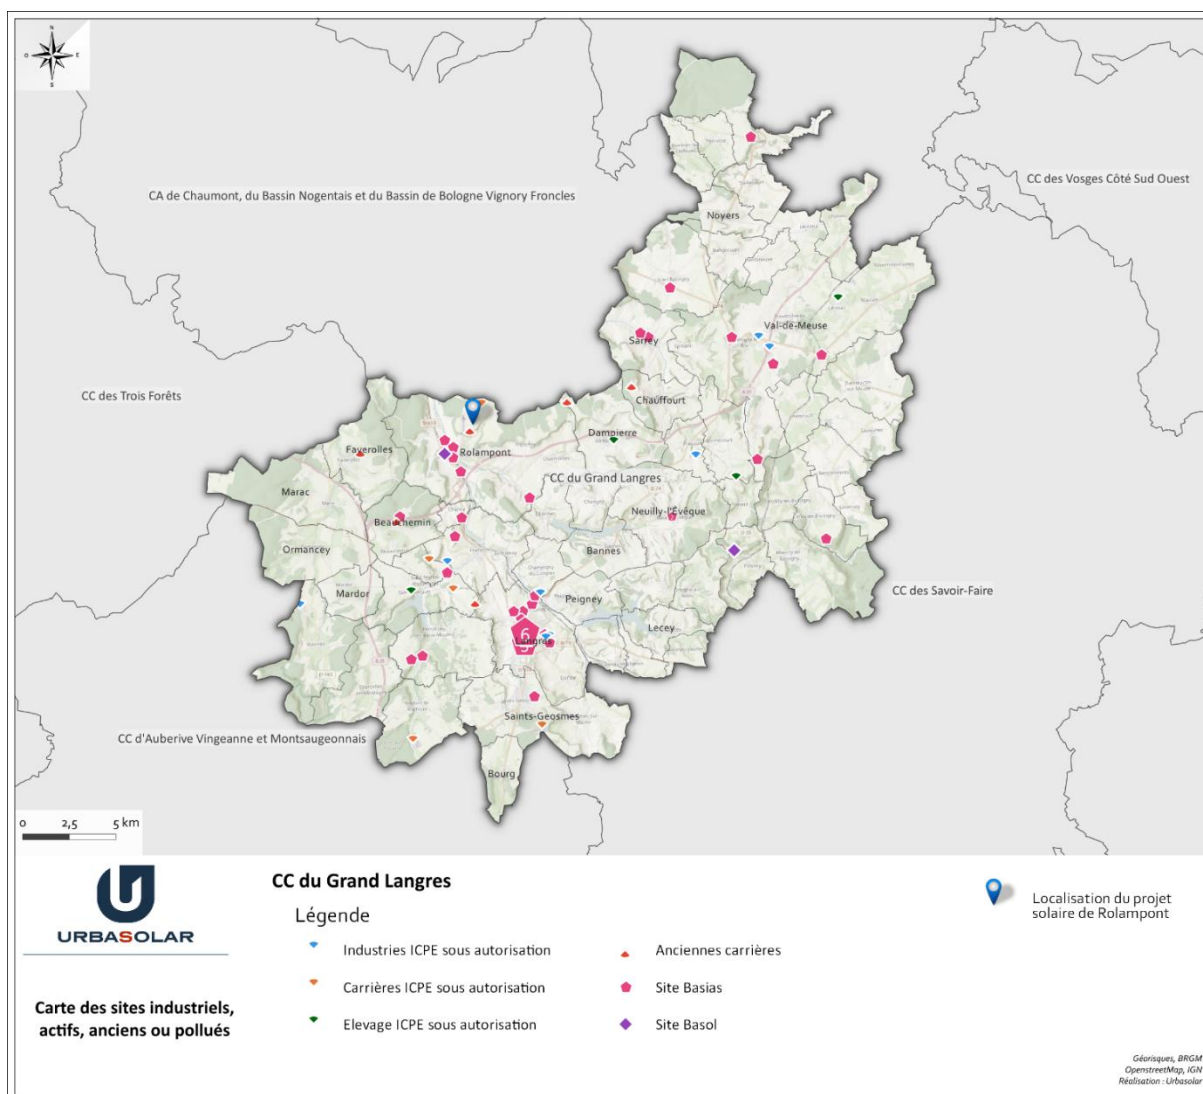 N
O
E
S
CA de Chaumont, du Bassin Nogentais et du Bassin de Bologne Vignory Froncles
CC des Vosges Côté Sud Ouest
Noyers
Val-de-Meuse
Sarrey
CC des Trois Forêts
Chauffourt
Dampierre
Faverolles
Rolampont
CC du Grand Langres
Marac
Neuilly-l'Évêque
Beauchemin
Ormancey
Bannes
Mardor
Peigney
CC des Savoir-Faire
Lecey
6
5
Langres
Saints-Geosmes
CC d'Auberive Vingeanne et Montsaugeonnais
Bourg
0 2,5 5 km
URBASOLAR
Carte des sites industriels,
actifs, anciens ou pollués
CC du Grand Langres
Légende
Industries ICPE sous autorisation
Carrières ICPE sous autorisation
Elevage ICPE sous autorisation
Anciennes carrières
Site Basias
Site Basol
Localisation du projet
solaire de Rolampont
Géorisques, BRGM
OpenstreetMap, IGN
Réalisation : Urbasolar